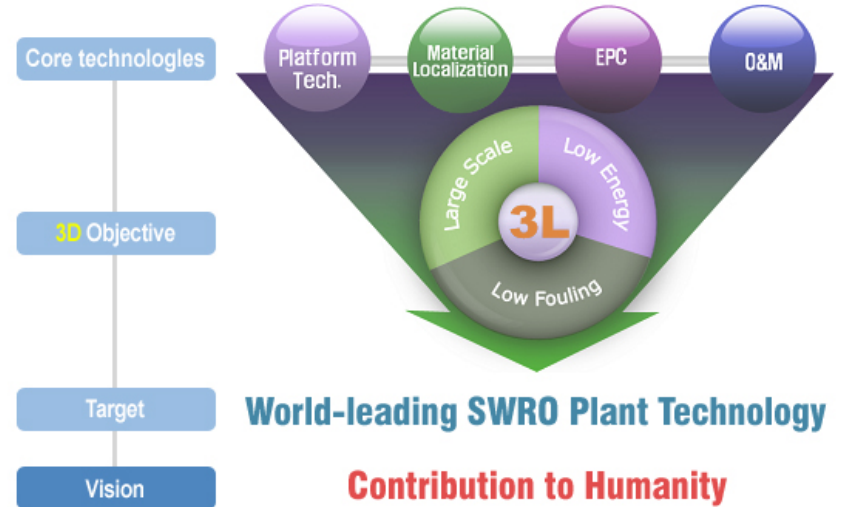 Core technologies
Platform
Tech.
Material
Localization
EPC
O&M
3D Objective
Large Scale
Low Energy
3L
Low Fouling
Target
World-leading SWRO Plant Technology
Vision
Contribution to Humanity